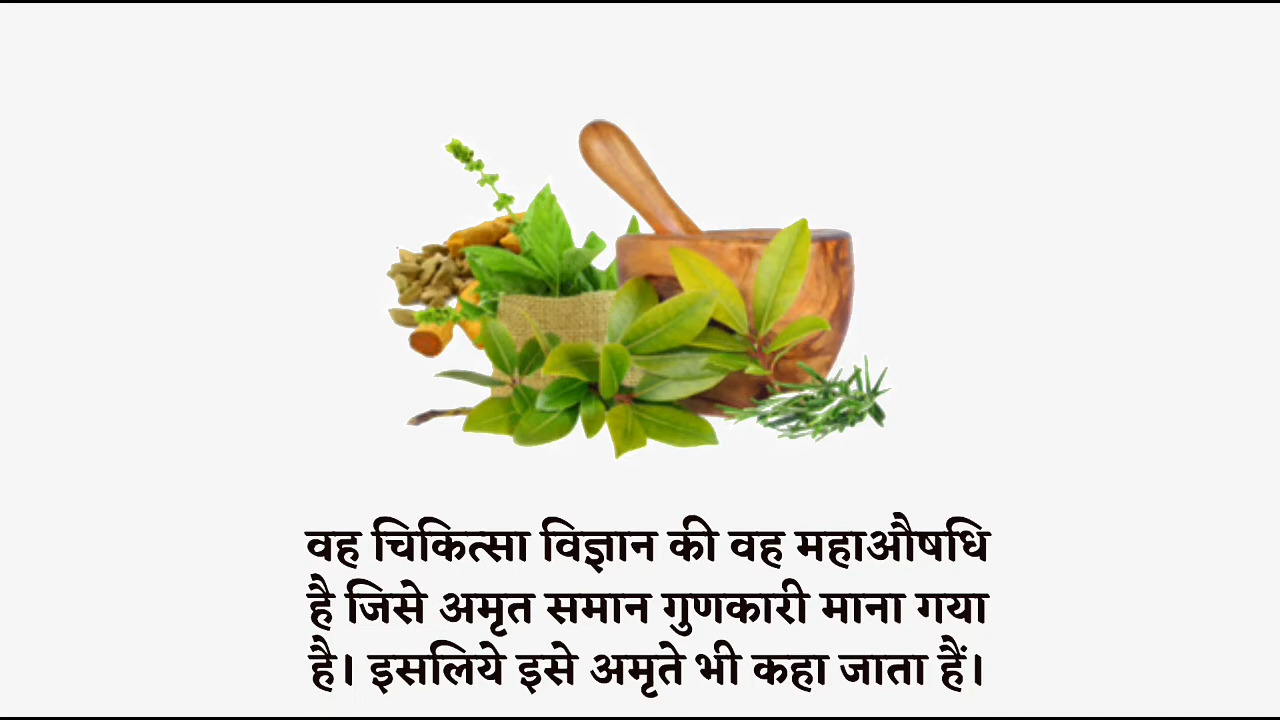 वह चिकित्सा विज्ञान की वह महाऔषधि
है जिसे अमृत समान गुणकारी माना गया
है। इसलिये इसे अमृते भी कहा जाता हैं।